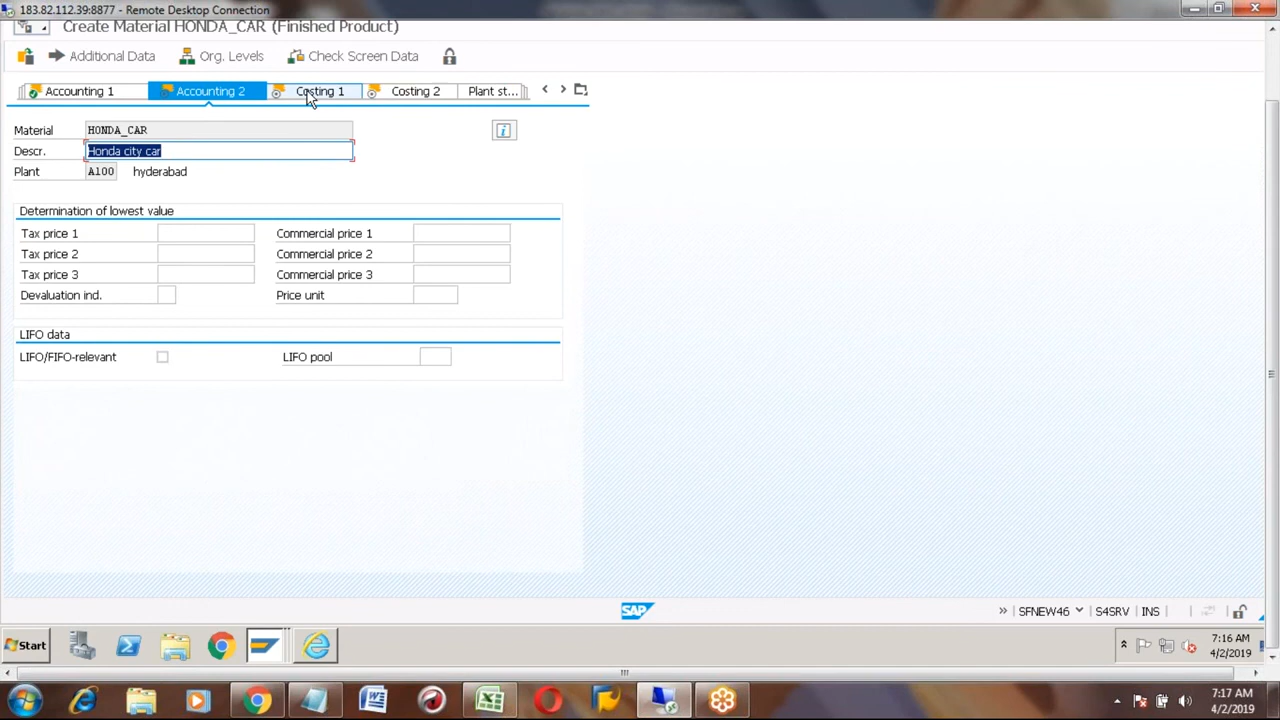 183.82.112.39:8877 - Remote Desktop Connection
Create Material HONDA_CAR (Finished Product)
Additional Data Org. Levels Check Screen Data
Accounting 1 Accounting 2 Costing 1 Costing 2 Plant st...
Material HONDA_CAR
Descr. Honda city car
Plant A100 hyderabad
Determination of lowest value
Tax price 1 Commercial price 1
Tax price 2 Commercial price 2
Tax price 3 Commercial price 3
Devaluation ind. Price unit
LIFO data
LIFO/FIFO-relevant LIFO pool
SAP SFNEW46 S4SRV INS
Start 7:16 AM
4/2/2019
7:17 AM
4/2/2019